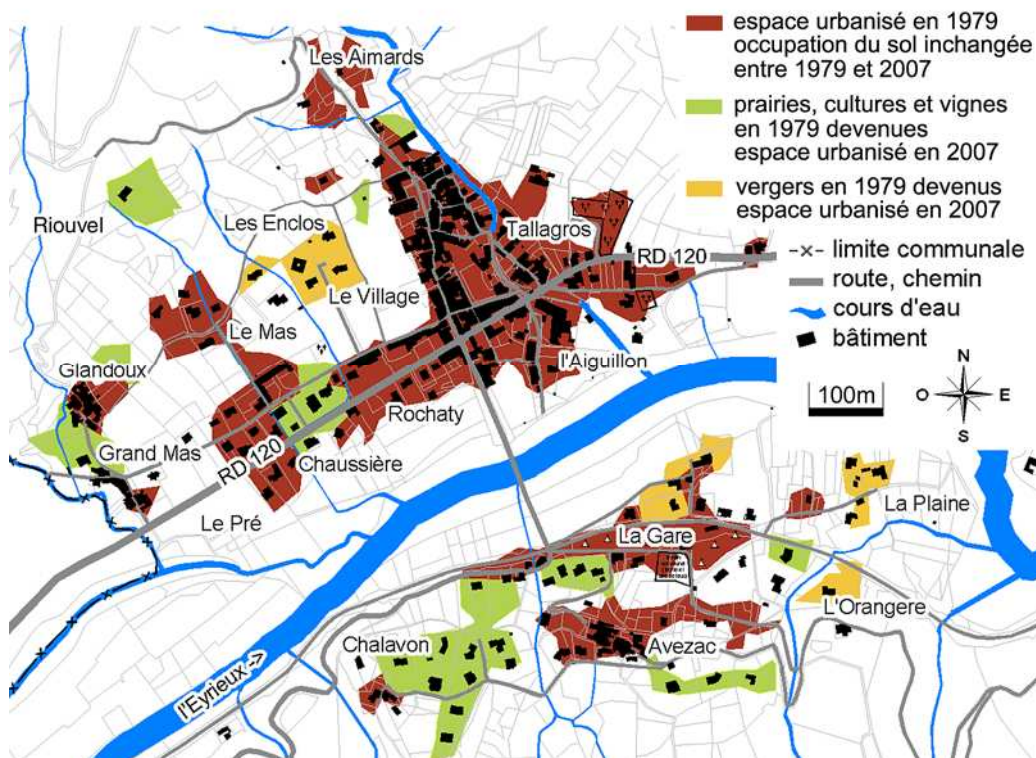 espace urbanisé en 1979
occupation du sol inchangée
entre 1979 et 2007
prairies, cultures et vignes
en 1979 devenues
espace urbanisé en 2007
vergers en 1979 devenus
espace urbanisé en 2007
limite communale
route, chemin
cours d'eau
bâtiment
100m
N
O
E
S
Les Aimards
Riouvel
Les Enclos
Tallagros
RD 120
Le Village
Le Mas
Glandoux
l'Aiguillon
Rochaty
Grand Mas
RD 120
Chaussière
Le Pré
La Plaine
La Gare
L'Orangere
Chalavon
Avezac
l'Eyrieux ->